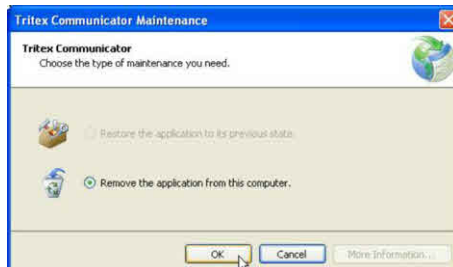 Tritex Communicator Maintenance
Tritex Communicator
Choose the type of maintenance you need.
Restore the application to its previous state.
Remove the application from this computer.
OK
Cancel
More Information...